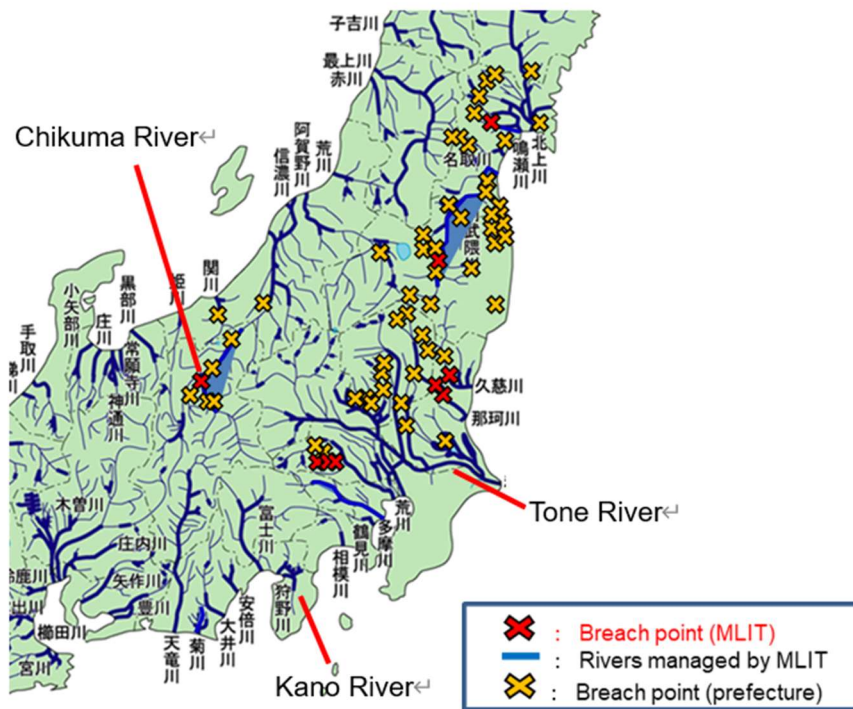 子吉川
最上川
赤川
Chikuma River↵
荒川
阿賀野川
信濃川
名取川
鳴瀬川
北上川
武隈
関川
姫川
黒部川
小矢部川
庄川
手取川
常願寺川
神通川
久慈川
那珂川
Tone River↵
木曽川
庄内川
矢作川
豊川
鈴鹿川
出川
櫛田川
宮川
天竜川
菊川
大井川
安倍川
富士川
狩野川
相模川
鶴見川
多摩川
荒川
Kano River↵
: Breach point (MLIT)
: Rivers managed by MLIT
: Breach point (prefecture)